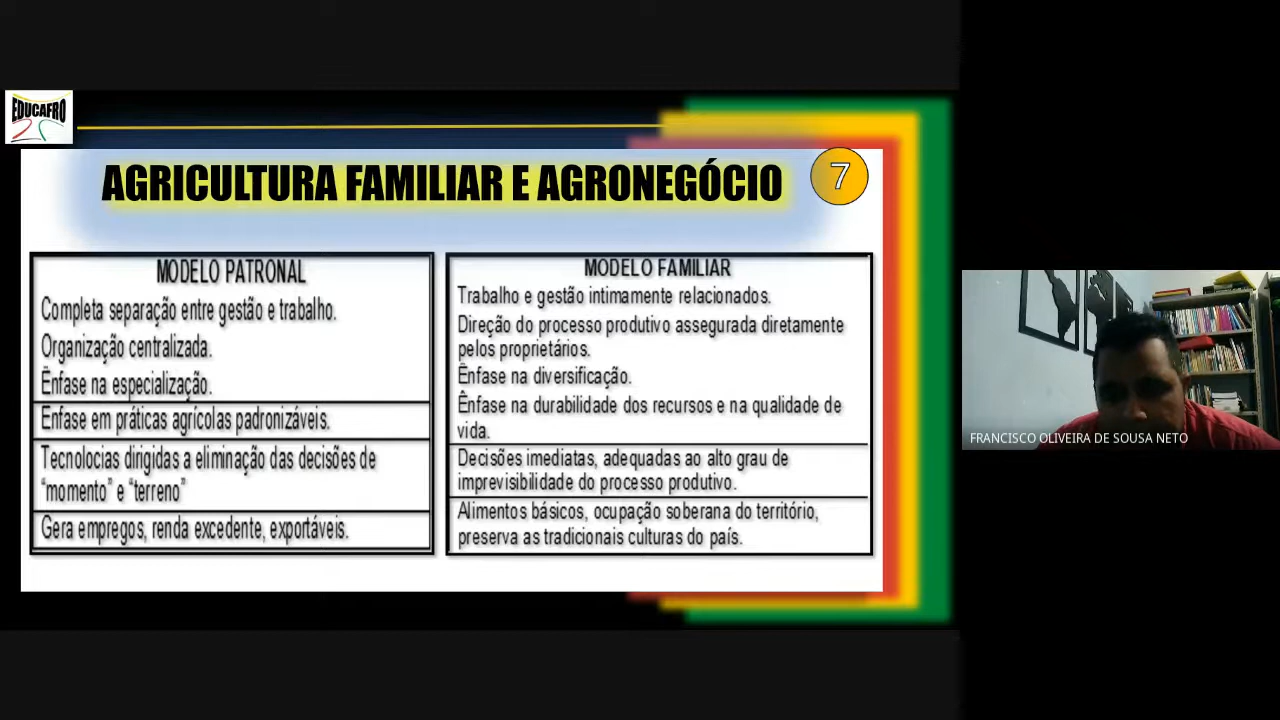 EDUCAFRO
AGRICULTURA FAMILIAR E AGRONEGÓCIO
7
MODELO PATRONAL
Completa separação entre gestão e trabalho.
Organização centralizada.
Ênfase na especialização.
Enfase em práticas agrícolas padronizáveis.
Tecnolocias dirigidas a eliminação das decisões de
“momento” e “terreno”
Gera empregos, renda excedente, exportáveis.
MODELO FAMILIAR
Trabalho e gestão intimamente relacionados.
Direção do processo produtivo assegurada diretamente
pelos proprietários.
Ênfase na diversificação.
Ênfase na durabilidade dos recursos e na qualidade de
vida.
Decisões imediatas, adequadas ao alto grau de
imprevisibilidade do processo produtivo.
Alimentos básicos, ocupação soberana do território,
preserva as tradicionais culturas do país.
FRANCISCO OLIVEIRA DE SOUSA NETO